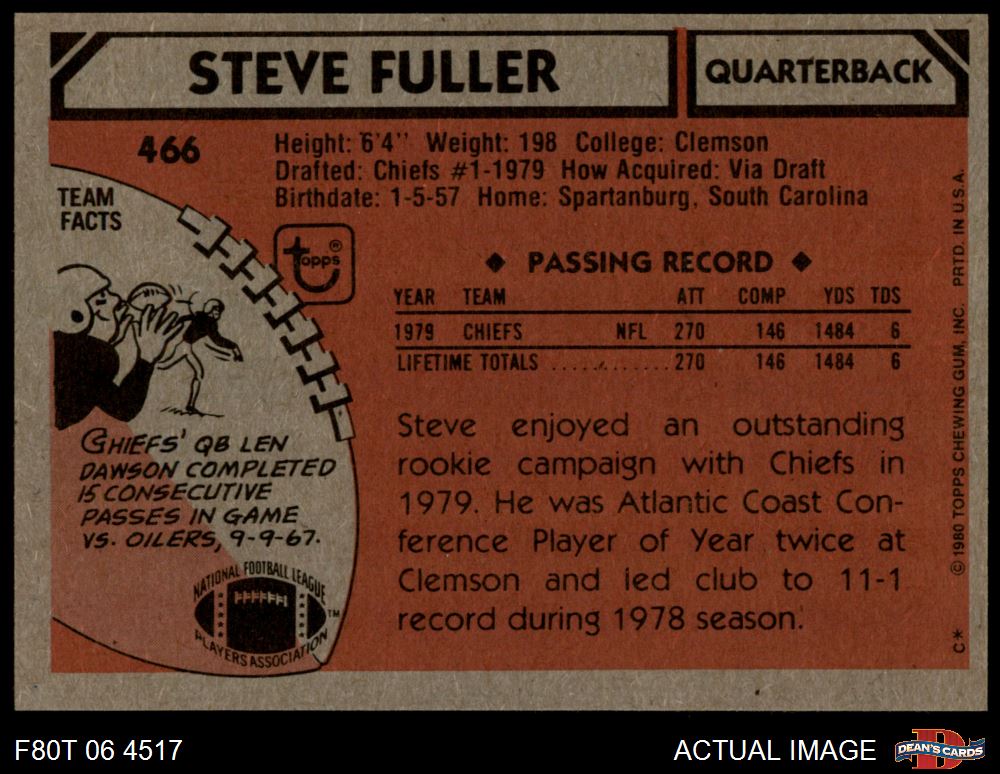 STEVE FULLER
QUARTERBACK
466
Height: 6'4'' Weight: 198 College: Clemson
Drafted: Chiefs #1-1979 How Acquired: Via Draft
Birthdate: 1-5-57 Home: Spartanburg, South Carolina
TEAM
FACTS
topps®
◆ PASSING RECORD ◆
YEAR TEAM ATT COMP YDS TDS
1979 CHIEFS NFL 270 146 1484 6
LIFETIME TOTALS ............ 270 146 1484 6
Steve enjoyed an outstanding
rookie campaign with Chiefs in
1979. He was Atlantic Coast Con-
ference Player of Year twice at
Clemson and led club to 11-1
record during 1978 season.
CHIEFS' QB LEN
DAWSON COMPLETED
15 CONSECUTIVE
PASSES IN GAME
VS. OILERS, 9-9-67.
NATIONAL FOOTBALL LEAGUE
PLAYERS ASSOCIATION
TM
C* © 1980 TOPPS CHEWING GUM, INC. PRTD. IN U.S.A.
F80T 06 4517
ACTUAL IMAGE
D
DEAN'S CARDS